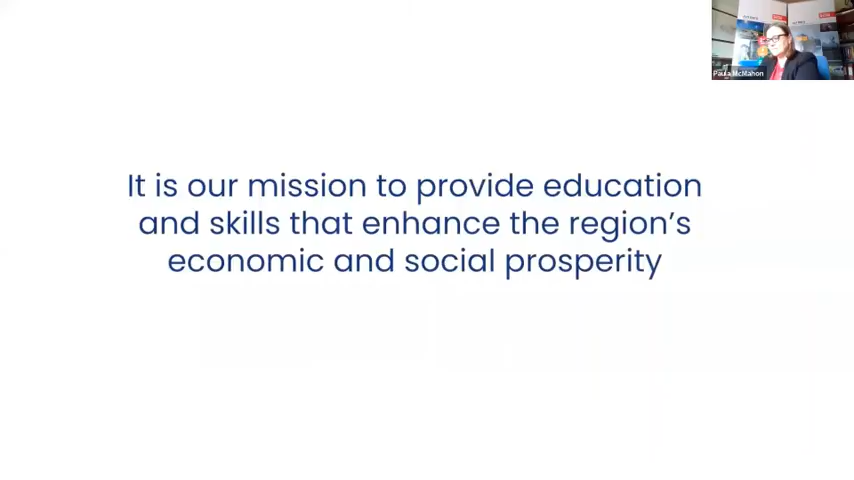 Paula McMahon
It is our mission to provide education
and skills that enhance the region's
economic and social prosperity